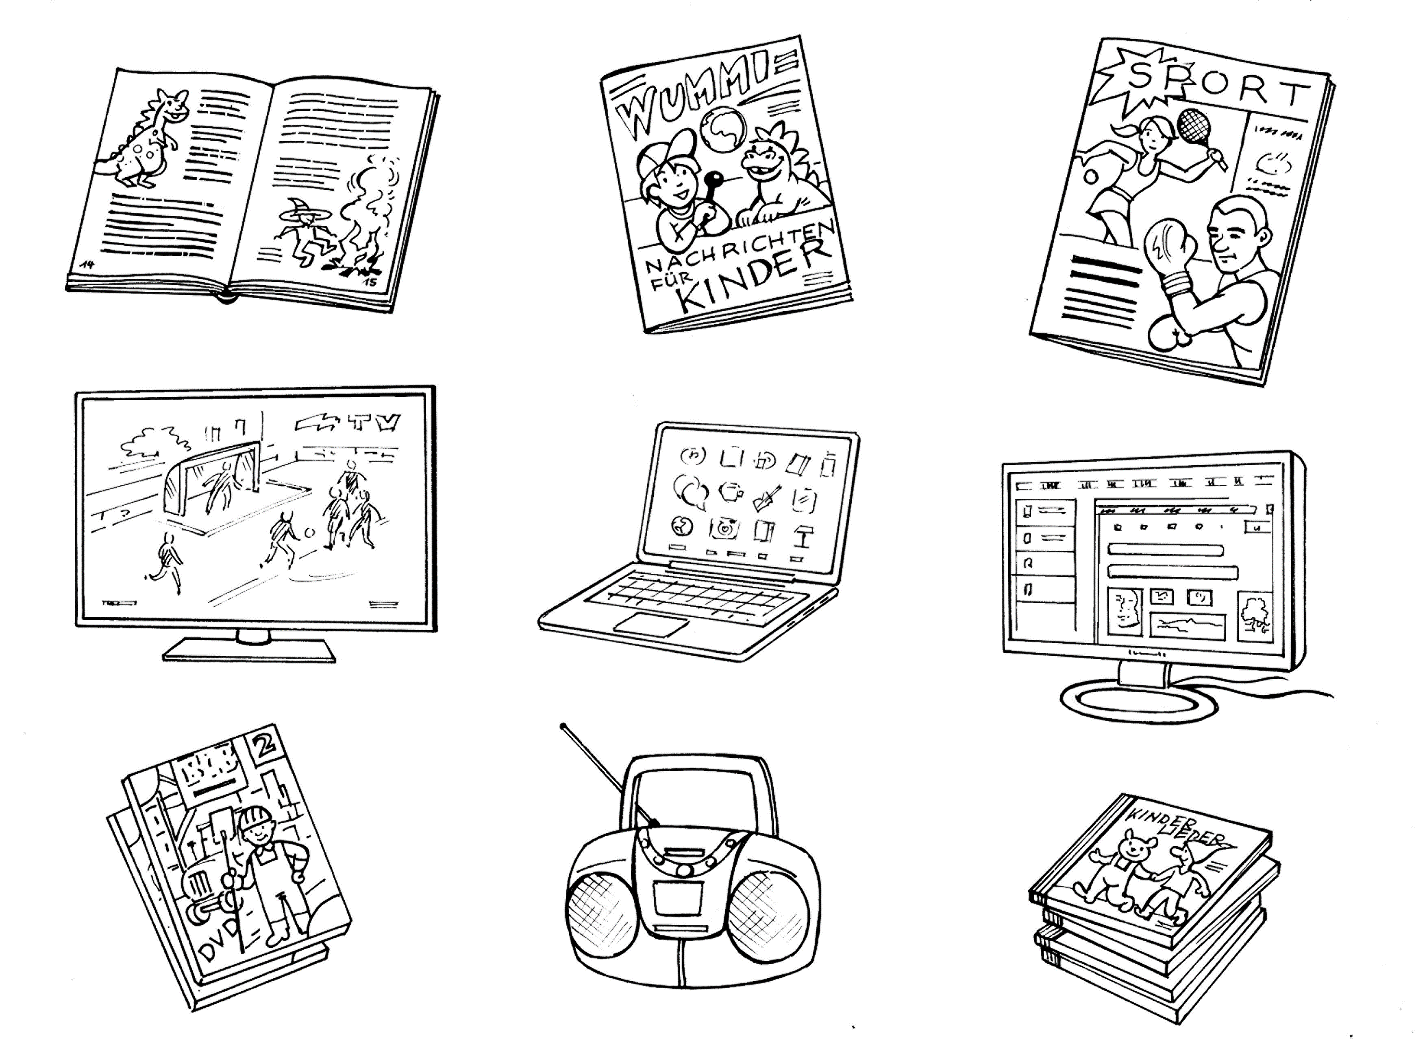 14
15
WUMMI
NACHRICHTEN
FÜR
KINDER
SPORT
TV
2
DVD
KINDER
LIEDER